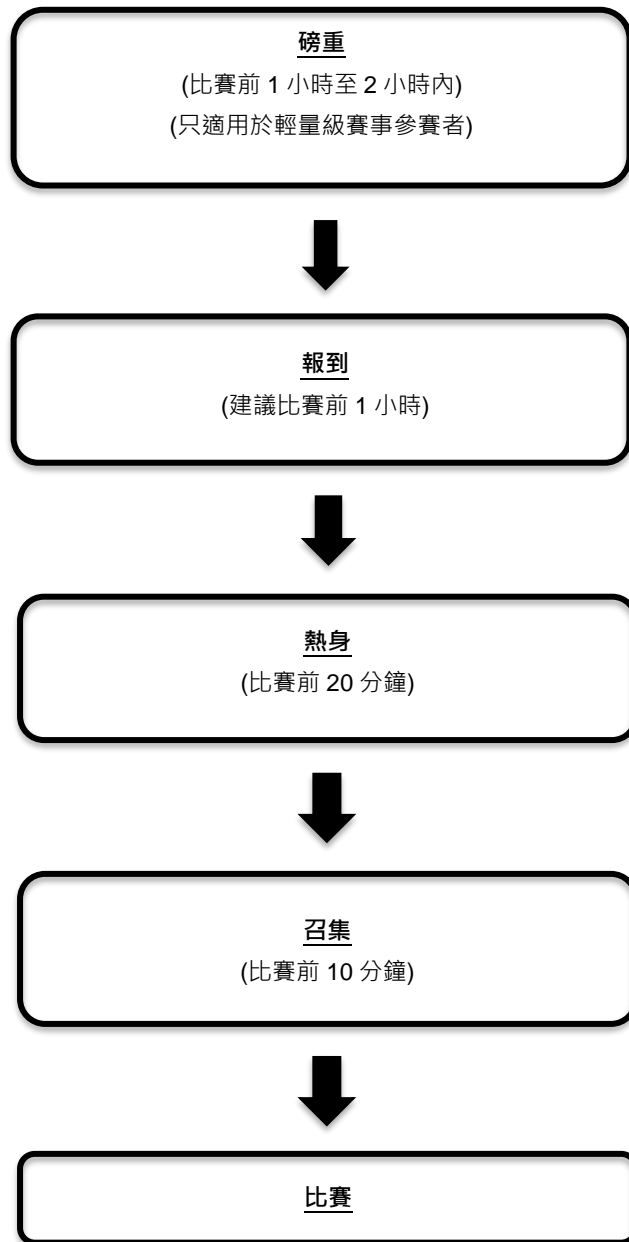 磅重
(比賽前 1 小時至 2 小時內)
(只適用於輕量級賽事參賽者)
報到
(建議比賽前 1 小時)
熱身
(比賽前 20 分鐘)
召集
(比賽前 10 分鐘)
比賽